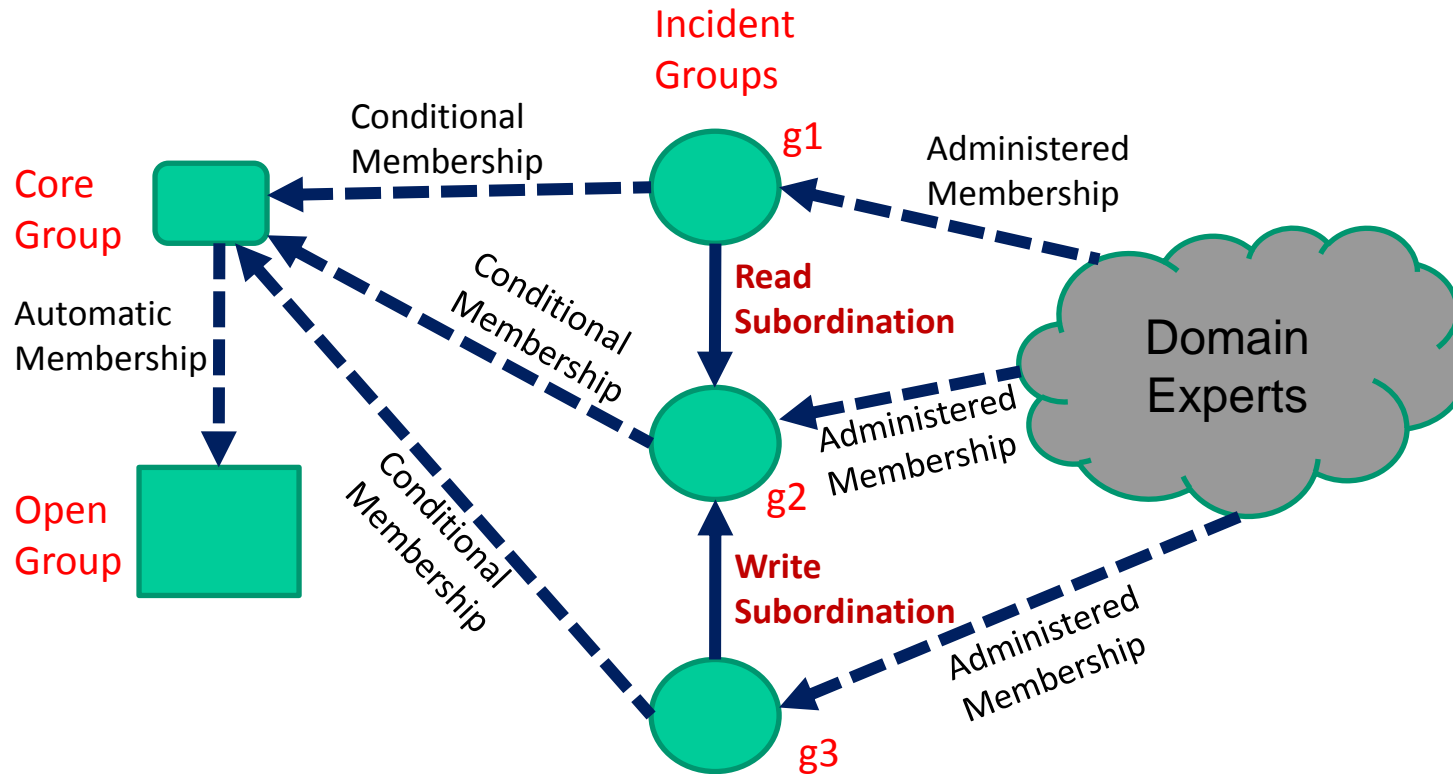 Incident
Groups
Conditional
Membership
g1
Administered
Membership
Core
Group
Conditional
Membership
Read
Subordination
Automatic
Membership
Domain
Experts
Administered
Membership
g2
Conditional
Membership
Open
Group
Write
Subordination
Administered
Membership
g3